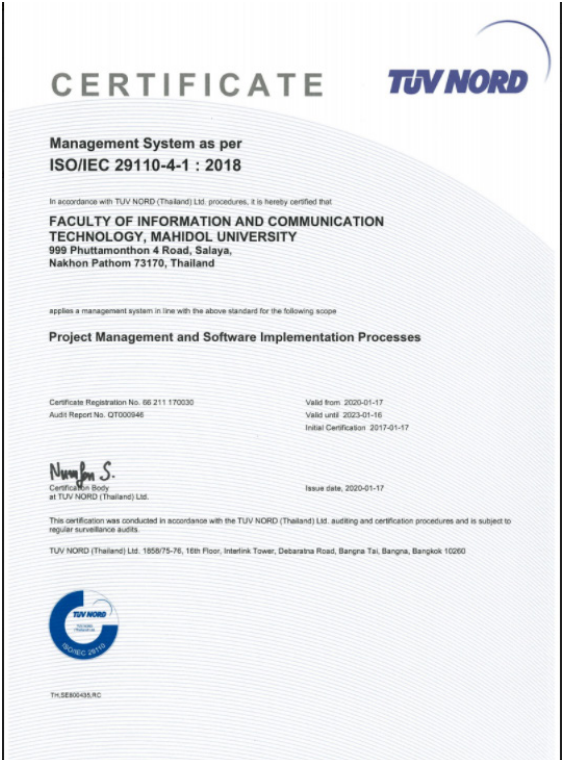 TÜV NORD
CERTIFICATE
Management System as per
ISO/IEC 29110-4-1 : 2018
In accordance with TUV NORD (Thailand) Ltd. procedures, it is hereby certified that
FACULTY OF INFORMATION AND COMMUNICATION
TECHNOLOGY, MAHIDOL UNIVERSITY
999 Phuttamonthon 4 Road, Salaya,
Nakhon Pathom 73170, Thailand
applies a management system in line with the above standard for the following scope
Project Management and Software Implementation Processes
Certificate Registration No. 66 211 170030
Audit Report No. QT000946
Valid from 2020-01-17
Valid until 2023-01-16
Initial Certification 2017-01-17
S.
Certification Body
at TUV NORD (Thailand) Ltd.
Issue date, 2020-01-17
This certification was conducted in accordance with the TUV NORD (Thailand) Ltd. auditing and certification procedures and is subject to
regular surveillance audits.
TUV NORD (Thailand) Ltd. 1858/75-76, 16th Floor, Interlink Tower, Debaratna Road, Bangna Tai, Bangna, Bangkok 10260
TÜV NORD
ISO/IEC 29110